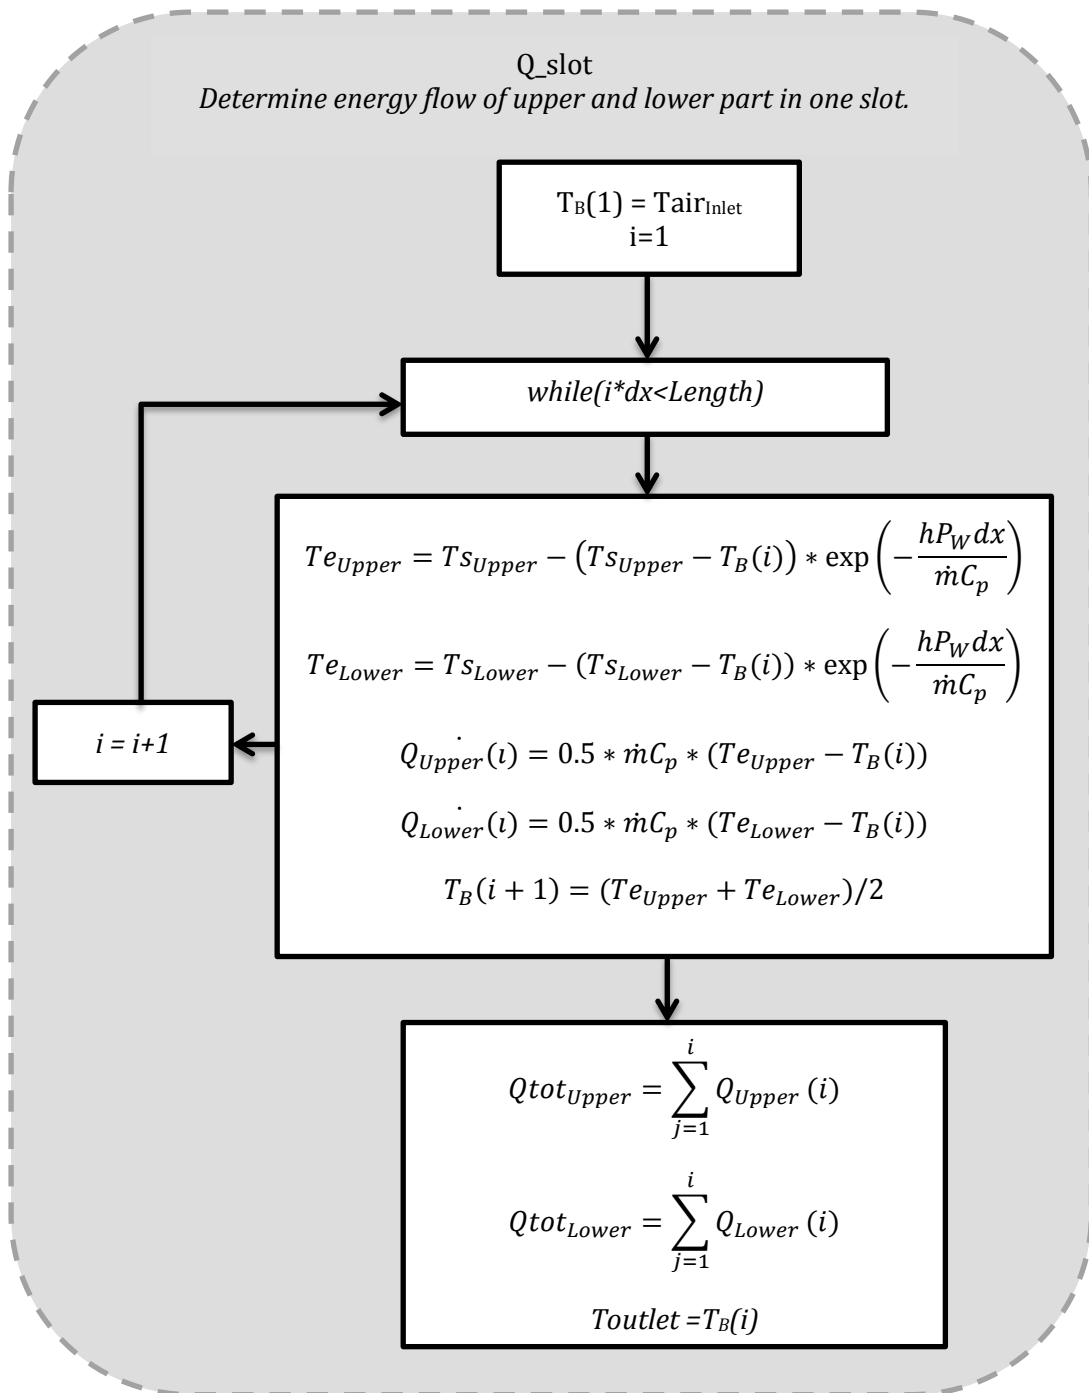 Q_slot
Determine energy flow of upper and lower part in one slot.
T_B(1) = Tair_Inlet
i=1
while(i*dx<Length)
Te_Upper = Ts_Upper − (Ts_Upper − T_B(i)) * exp(−hP_W dx / ṁC_p)
Te_Lower = Ts_Lower − (Ts_Lower − T_B(i)) * exp(−hP_W dx / ṁC_p)
i = i+1
Q̇_Upper(ı) = 0.5 * ṁC_p * (Te_Upper − T_B(i))
Q̇_Lower(ı) = 0.5 * ṁC_p * (Te_Lower − T_B(i))
T_B(i + 1) = (Te_Upper + Te_Lower)/2
Qtot_Upper = ∑_{j=1}^{i} Q_Upper (i)
Qtot_Lower = ∑_{j=1}^{i} Q_Lower (i)
Toutlet =T_B(i)